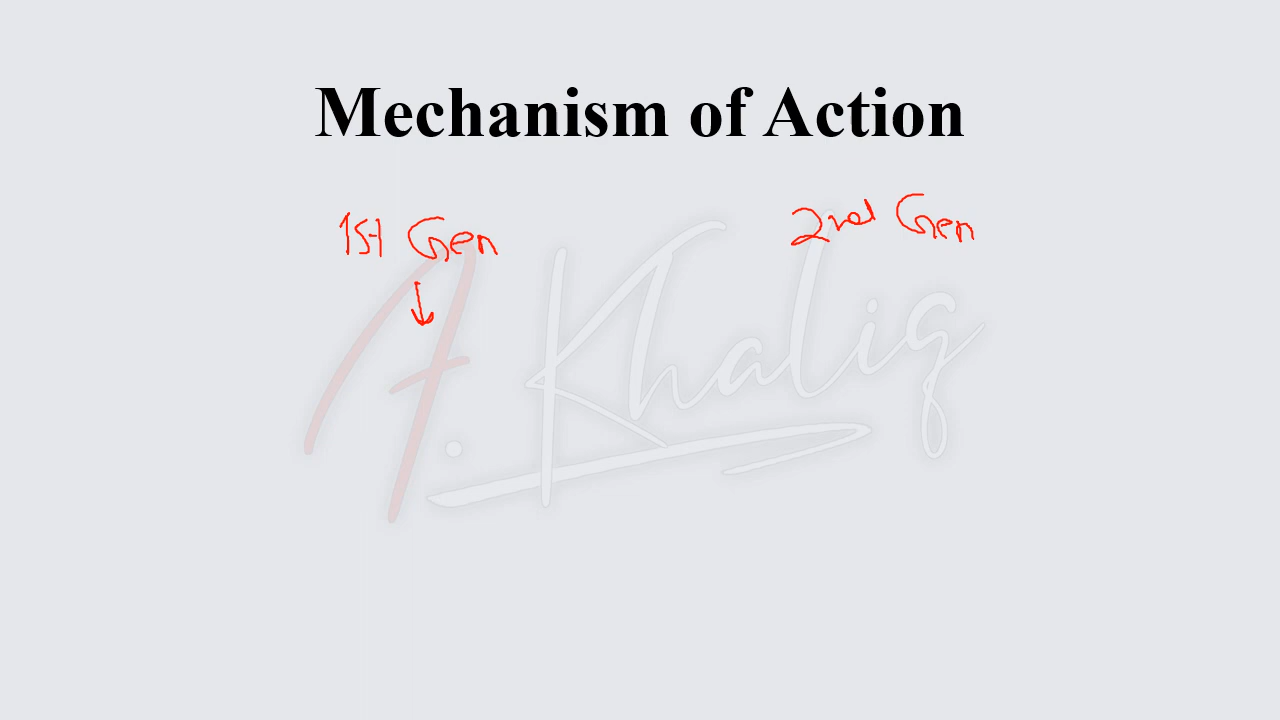 Mechanism of Action
1st Gen
2nd Gen
A. Khaliq